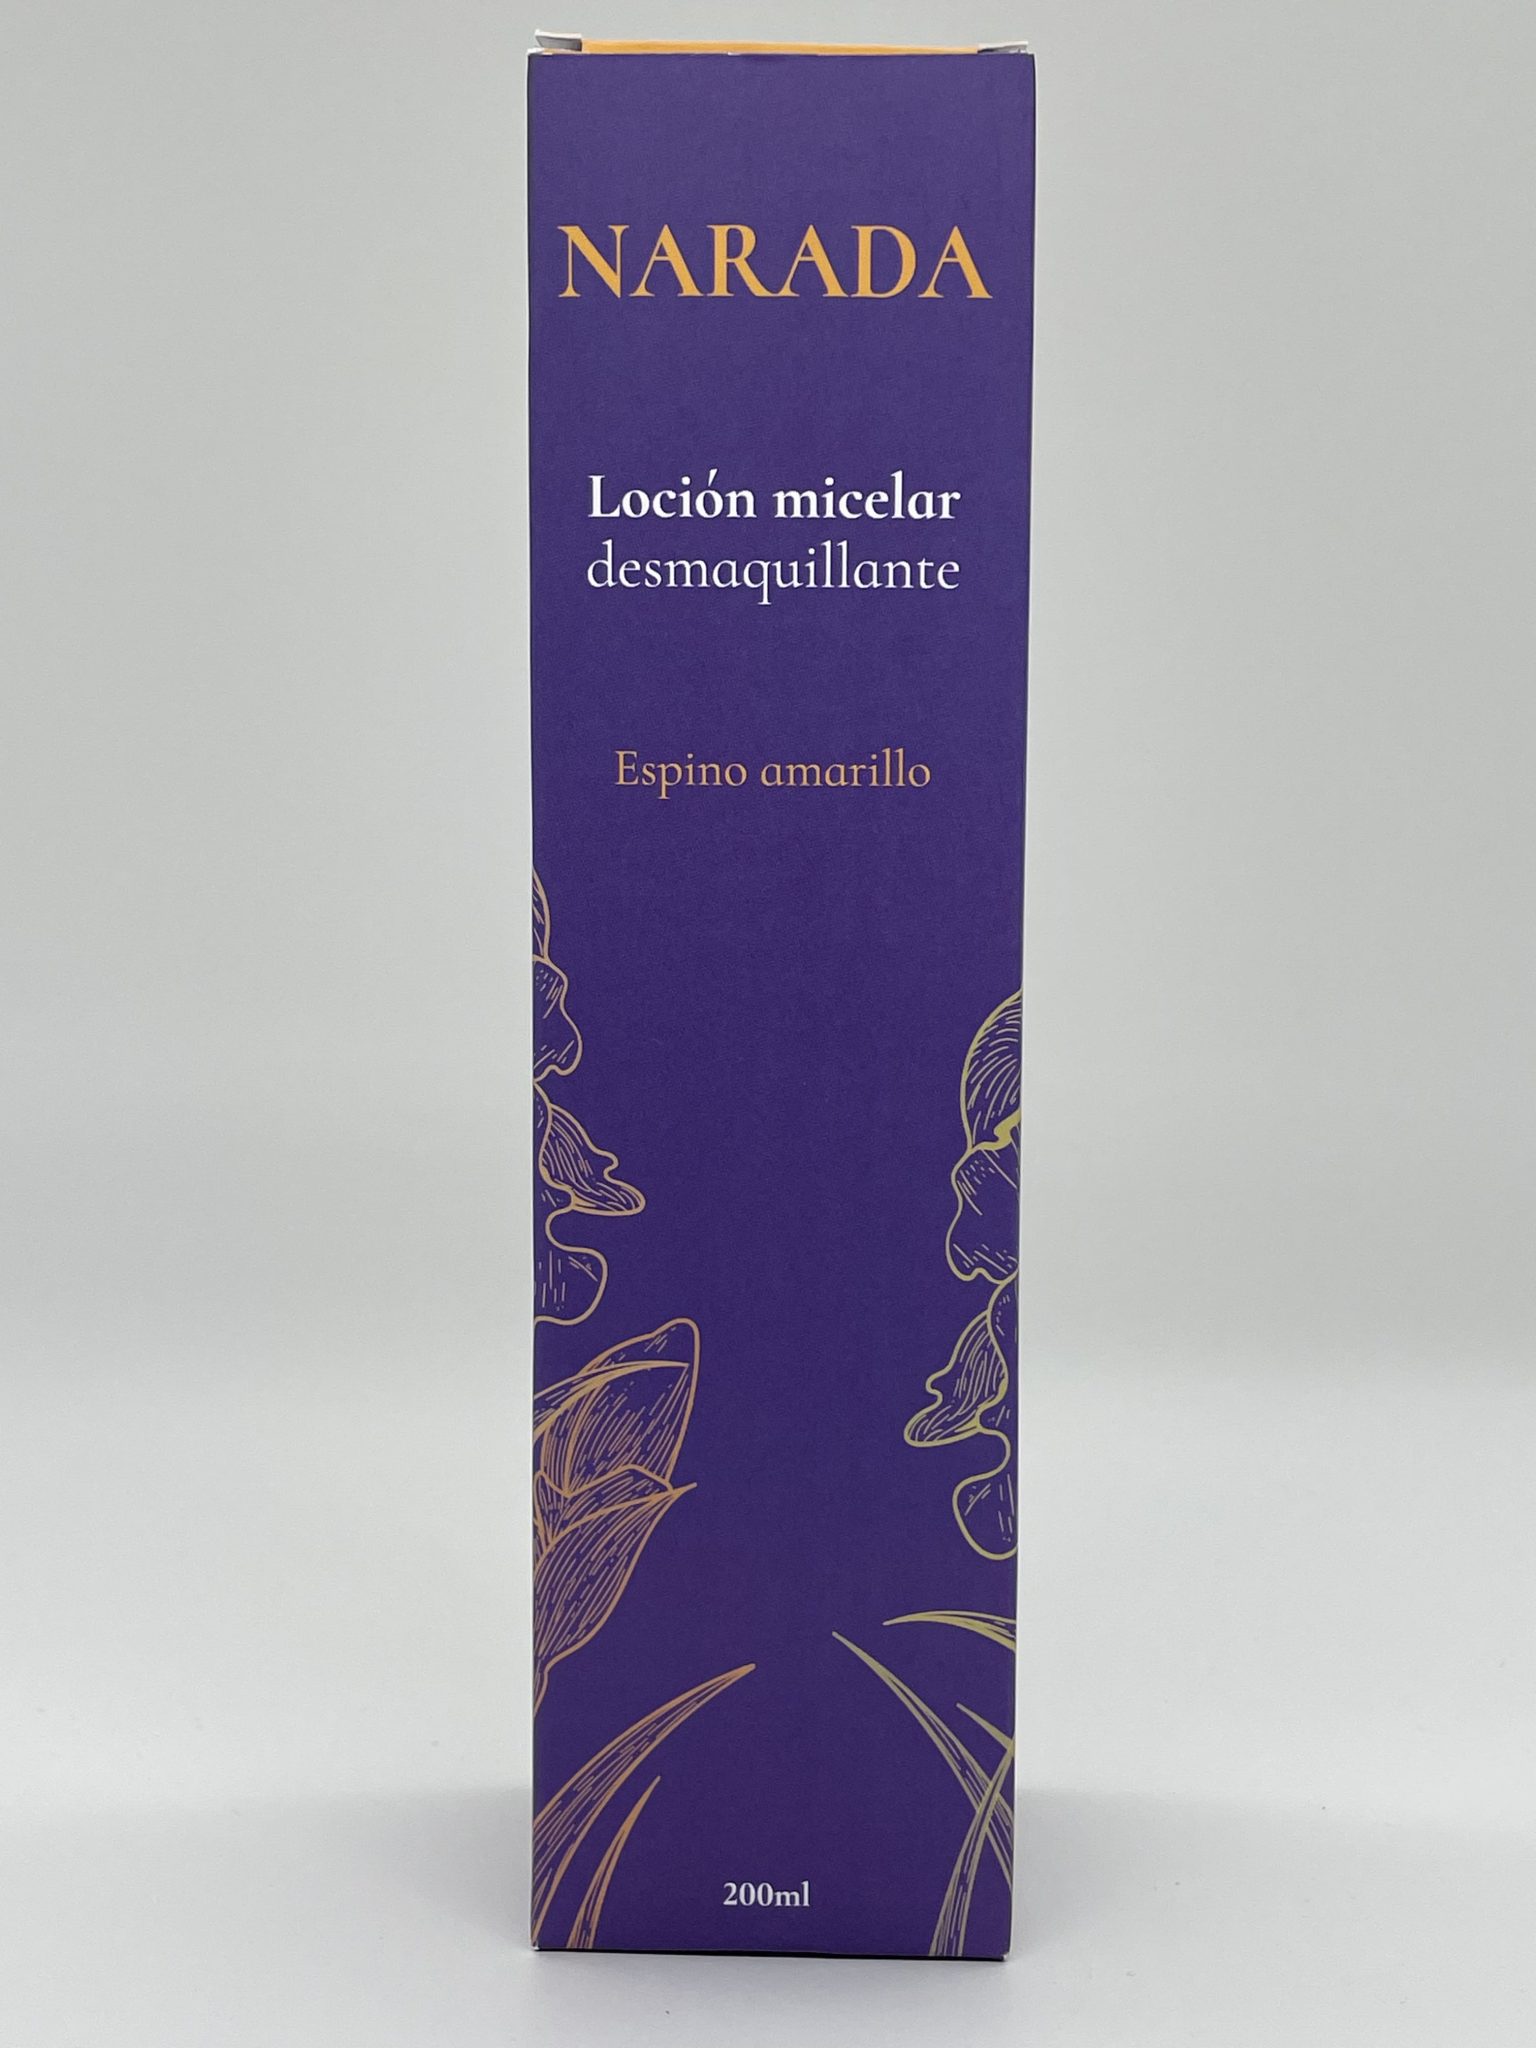 NARADA
Loción micelar
desmaquillante
Espino amarillo
200ml